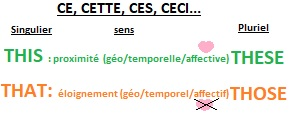 CE, CETTE, CES, CECI...
Singulier sens Pluriel
THIS : proximité (géo/temporelle/affective) THESE
THAT: éloignement (géo/temporel/affectif) THOSE